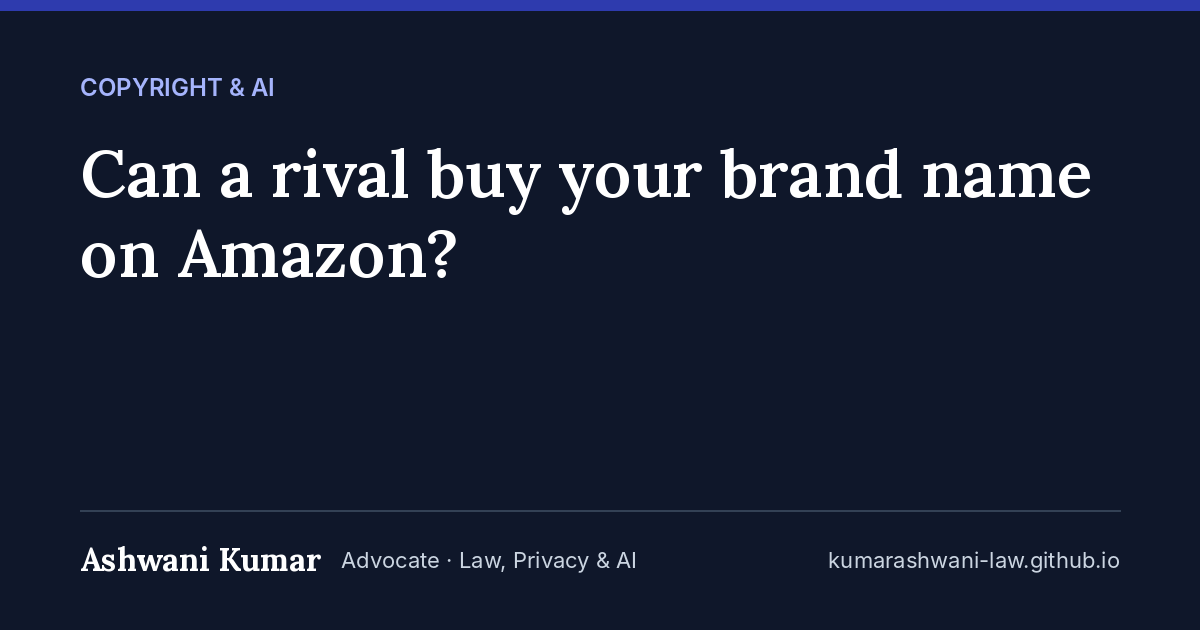 COPYRIGHT & AI
Can a rival buy your brand name
on Amazon?
Ashwani Kumar Advocate · Law, Privacy & AI kumarashwani-law.github.io